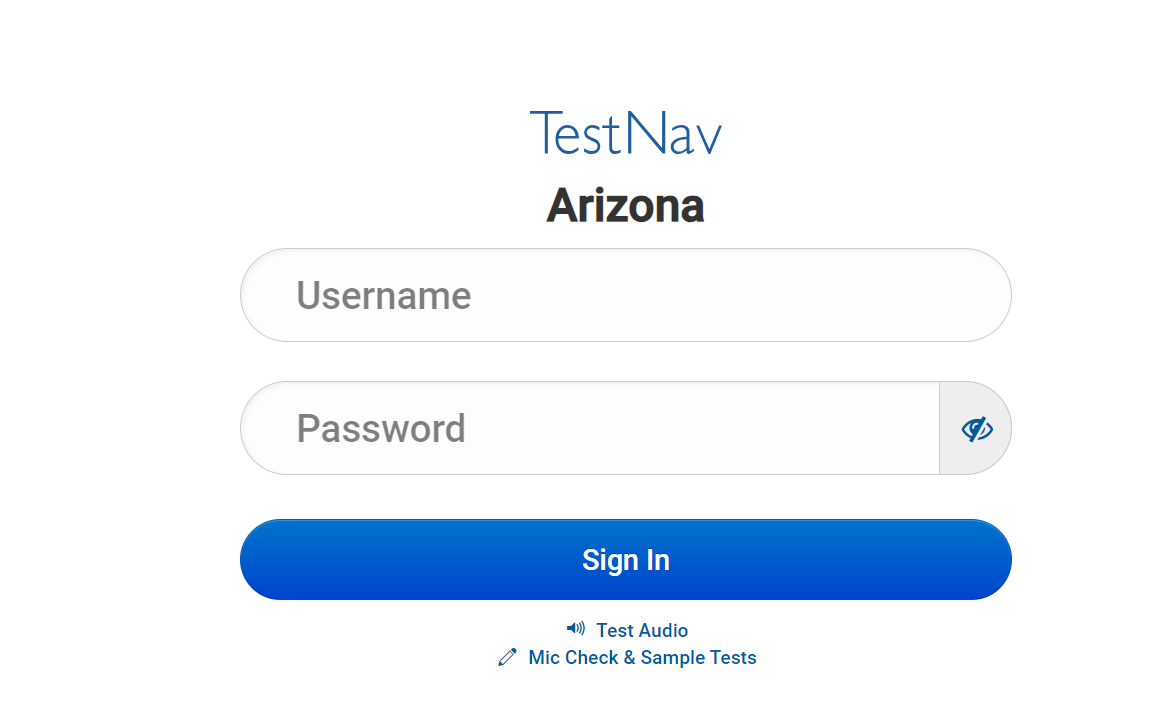 TestNav
Arizona
Username
Password
Sign In
Test Audio
Mic Check & Sample Tests